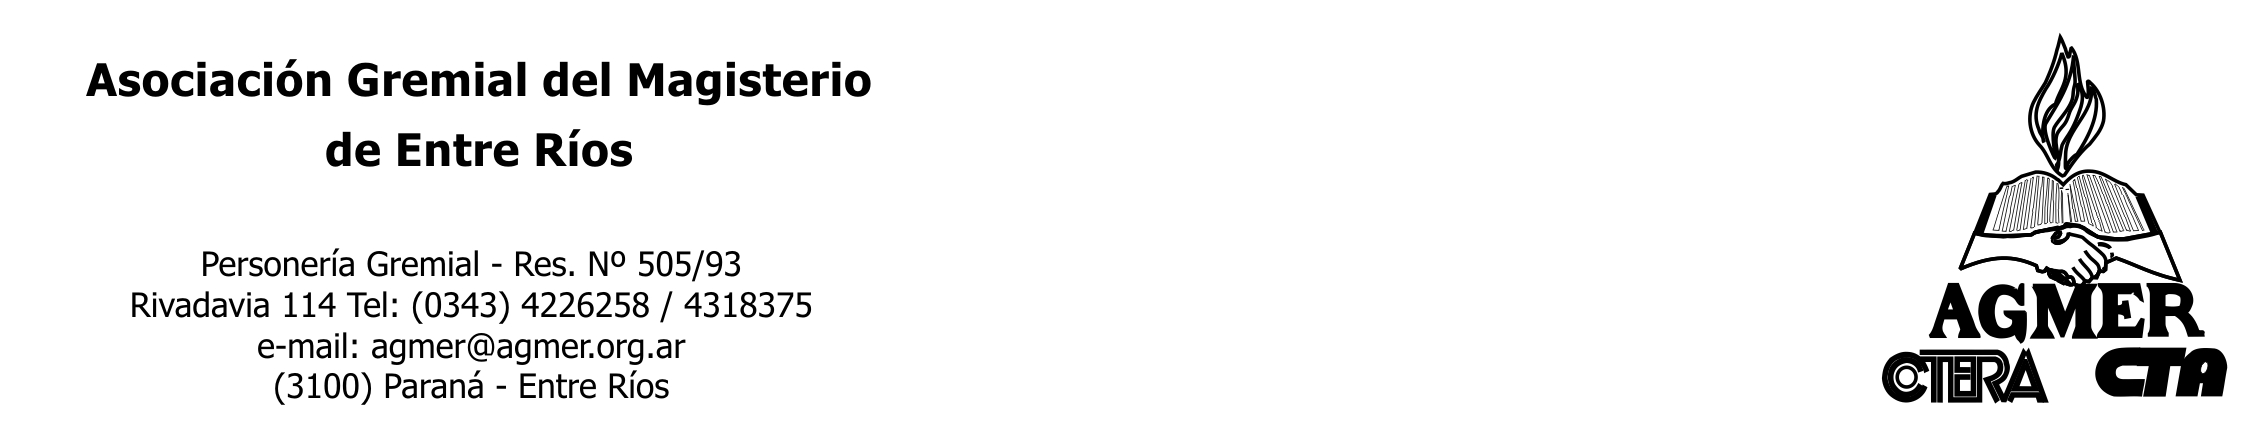 Asociación Gremial del Magisterio
de Entre Ríos
Personería Gremial - Res. Nº 505/93
Rivadavia 114 Tel: (0343) 4226258 / 4318375
e-mail: agmer@agmer.org.ar
(3100) Paraná - Entre Ríos
AGMER
CTERA CTA